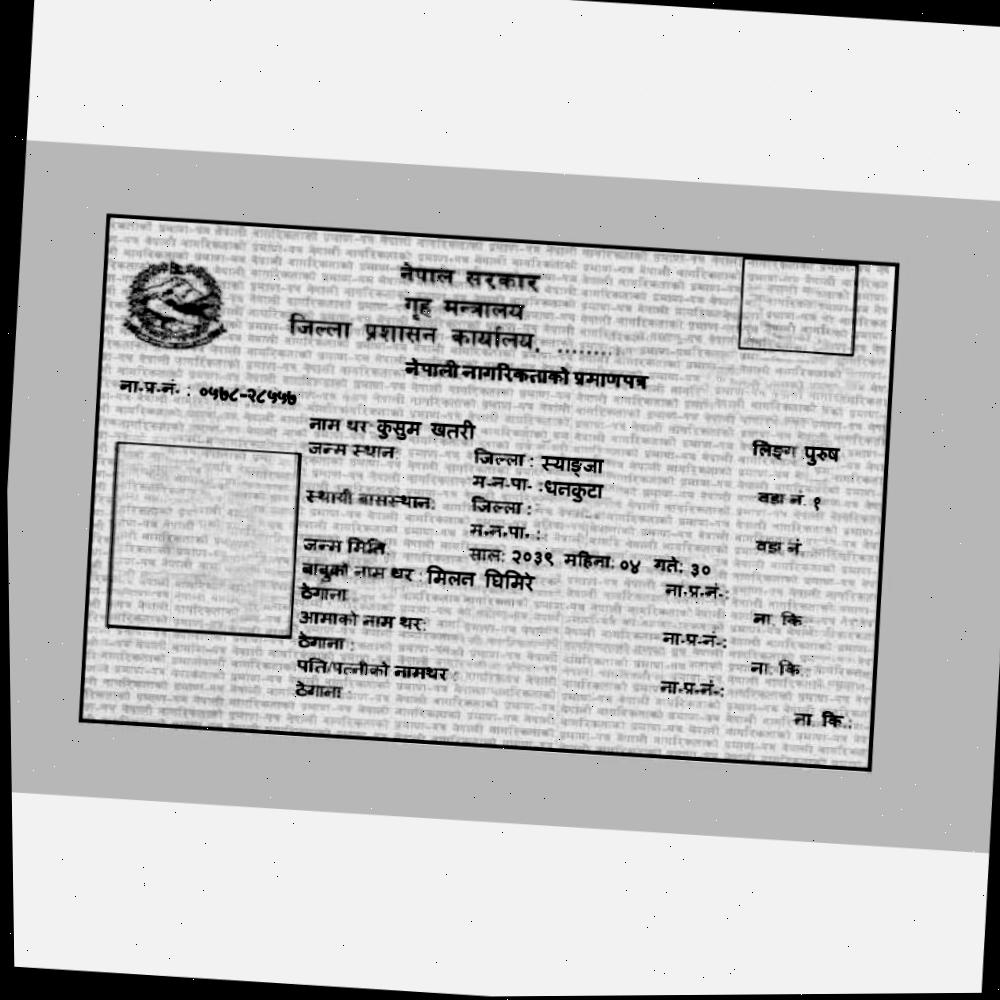 नेपाल सरकार
गृह मन्त्रालय
जिल्ला प्रशासन कार्यालय, ........
नेपाली नागरिकताको प्रमाणपत्र
ना.प्र.नं. : ०५७८-२८५५७
नाम थर कुसुम खतरी लिङ्ग पुरुष
जन्म स्थान: जिल्ला : स्याङ्जा
म.न.पा. :धनकुटा वडा नं. १
स्थायी बासस्थान: जिल्ला :
म.न.पा. : वडा नं.
जन्म मिति साल: २०३९ महिना: ०४ गते: ३०
बाबुको नाम थर : मिलन घिमिरे ना.प्र.नं.:
ठेगाना : ना. कि.:
आमाको नाम थर: ना.प्र.नं.:
ठेगाना : ना. कि.:
पति/पत्नीको नामथर : ना.प्र.नं.:
ठेगाना : ना. कि.: